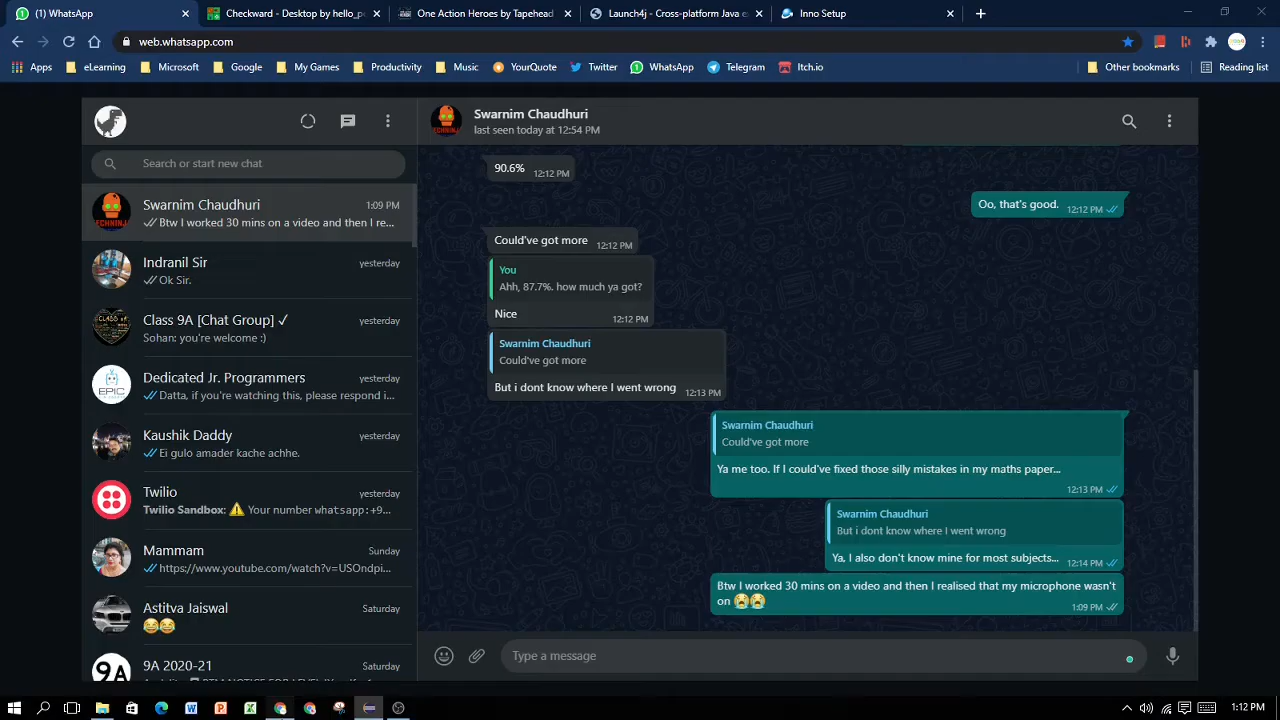 (1) WhatsApp
Checkward - Desktop by hello_p
One Action Heroes by Tapehead
Launch4j - Cross-platform Java e
Inno Setup
web.whatsapp.com
Apps
e.Learning
Microsoft
Google
My Games
Productivity
Music
YourQuote
Twitter
WhatsApp
Telegram
Itch.io
Other bookmarks
Reading list
Search or start new chat
Swarnim Chaudhuri
1:09 PM
Btw I worked 30 mins on a video and then I re...
Indranil Sir
yesterday
Ok Sir.
Class 9A [Chat Group] ✓
yesterday
Sohan: you're welcome :)
Dedicated Jr. Programmers
yesterday
Datta, if you're watching this, please respond i...
EPIC
Kaushik Daddy
yesterday
Ei gulo amader kache achhe.
Twilio
yesterday
Twilio Sandbox: ⚠️ Your number whatsapp:+9...
Mammam
Sunday
https://www.youtube.com/watch?v=USOndpi...
Astitva Jaiswal
Saturday
😂😂
9A
9A 2020-21
Saturday
Swarnim Chaudhuri
last seen today at 12:54 PM
90.6%
12:12 PM
Oo, that's good.
12:12 PM
Could've got more
12:12 PM
You
Ahh, 87.7%. how much ya got?
Nice
12:12 PM
Swarnim Chaudhuri
Could've got more
But i dont know where I went wrong
12:13 PM
Swarnim Chaudhuri
Could've got more
Ya me too. If I could've fixed those silly mistakes in my maths paper...
12:13 PM
Swarnim Chaudhuri
But i dont know where I went wrong
Ya, I also don't know mine for most subjects...
12:14 PM
Btw I worked 30 mins on a video and then I realised that my microphone wasn't
on 😭😭
1:09 PM
Type a message
1:12 PM